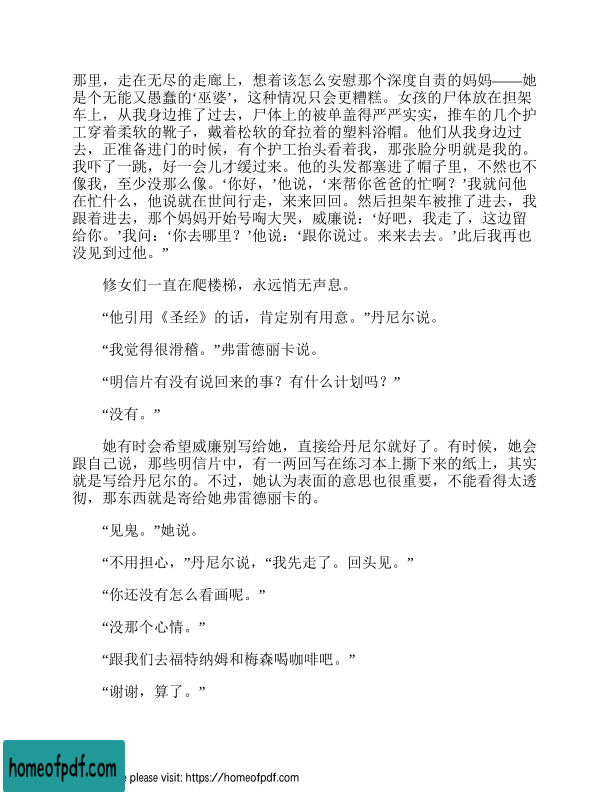 那里，走在无尽的走廊上，想着该怎么安慰那个深度自责的妈妈——她
是个无能又愚蠢的‘巫婆’，这种情况只会更糟糕。女孩的尸体放在担架
车上，从我身边推了过去，尸体上的被单盖得严严实实，推车的几个护
工穿着柔软的靴子，戴着松软的耷拉着的塑料浴帽。他们从我身边过
去，正准备进门的时候，有个护工抬头看着我，那张脸分明就是我的。
我吓了一跳，好一会儿才缓过来。他的头发都塞进了帽子里，不然也不
像我，至少没那么像。‘你好，’他说，‘来帮你爸爸的忙啊？’我就问他
在忙什么，他说就在世间行走，来来回回。然后担架车被推了进去，我
跟着进去，那个妈妈开始号啕大哭，威廉说：‘好吧，我走了，这边留
给你。’我问：‘你去哪里？’他说：‘跟你说过。来来去去。’此后我再也
没见到过他。”
修女们一直在爬楼梯，永远悄无声息。
“他引用《圣经》的话，肯定别有用意。”丹尼尔说。
“我觉得很滑稽。”弗雷德丽卡说。
“明信片有没有说回来的事？有什么计划吗？”
“没有。”
她有时会希望威廉别写给她，直接给丹尼尔就好了。有时候，她会
跟自己说，那些明信片中，有一两回写在练习本上撕下来的纸上，其实
就是写给丹尼尔的。不过，她认为表面的意思也很重要，不能看得太透
彻，那东西就是寄给她弗雷德丽卡的。
“见鬼。”她说。
“不用担心，”丹尼尔说，“我先走了。回头见。”
“你还没有怎么看画呢。”
“没那个心情。”
“跟我们去福特纳姆和梅森喝咖啡吧。”
“谢谢，算了。”
homeofpdf.com
e please visit: https://homeofpdf.com